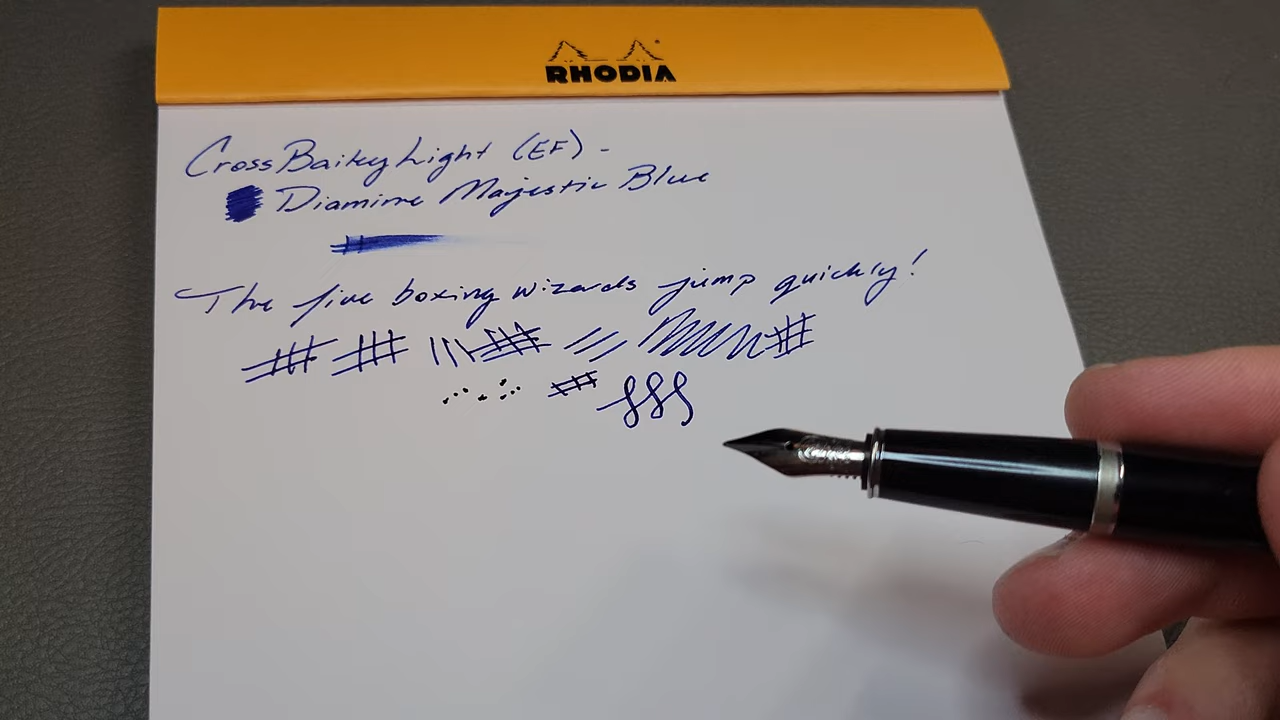 RHODIA
Cross Bailey Light (EF) -
Diamine Majestic Blue
The five boxing wizards jump quickly!